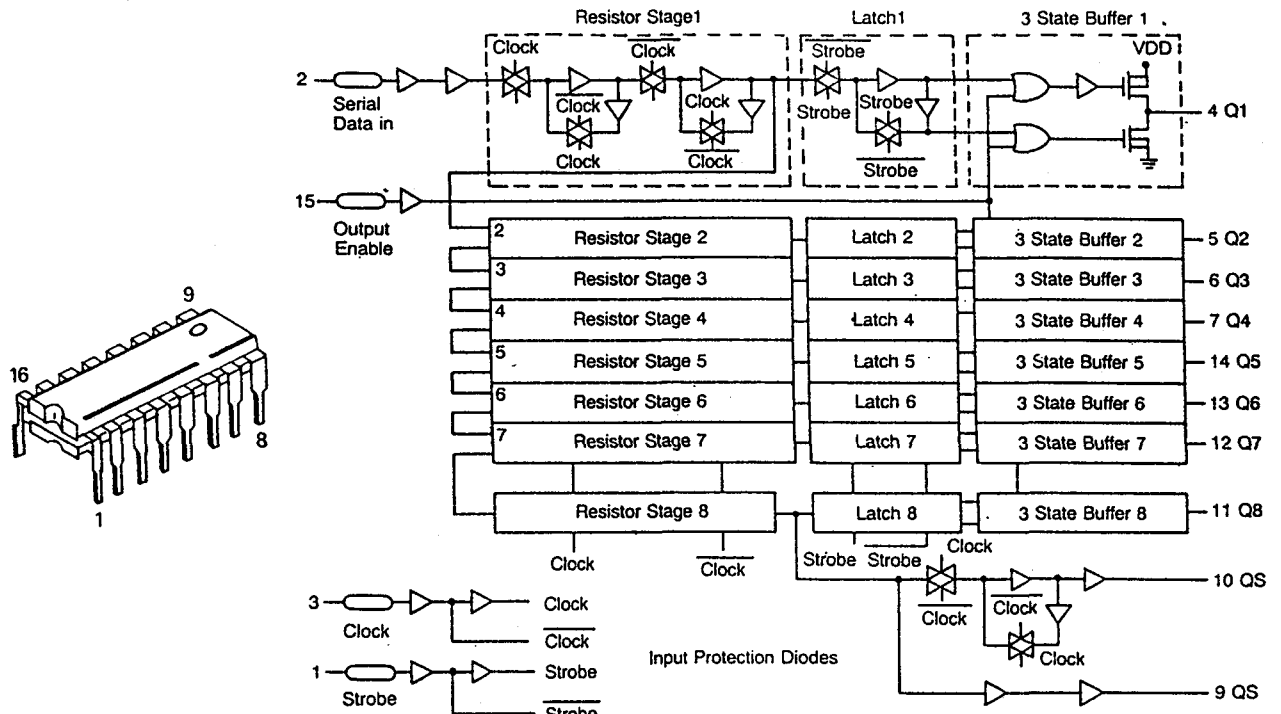 Resistor Stage1
Latch1
3 State Buffer 1
Clock
Clock
Strobe
VDD
2
Serial
Data in
Clock
Clock
Clock
Clock
Strobe
Strobe
Strobe
4 Q1
15
Output
Enable
2 Resistor Stage 2 Latch 2 3 State Buffer 2 5 Q2
3 Resistor Stage 3 Latch 3 3 State Buffer 3 6 Q3
4 Resistor Stage 4 Latch 4 3 State Buffer 4 7 Q4
5 Resistor Stage 5 Latch 5 3 State Buffer 5 14 Q5
6 Resistor Stage 6 Latch 6 3 State Buffer 6 13 Q6
7 Resistor Stage 7 Latch 7 3 State Buffer 7 12 Q7
Resistor Stage 8 Latch 8 3 State Buffer 8 11 Q8
Clock
Clock
Strobe
Strobe
Clock
Clock
Clock
Clock
10 QS
9 QS
3
Clock
Clock
Clock
1
Strobe
Strobe
Strobe
Input Protection Diodes
9
16
8
1